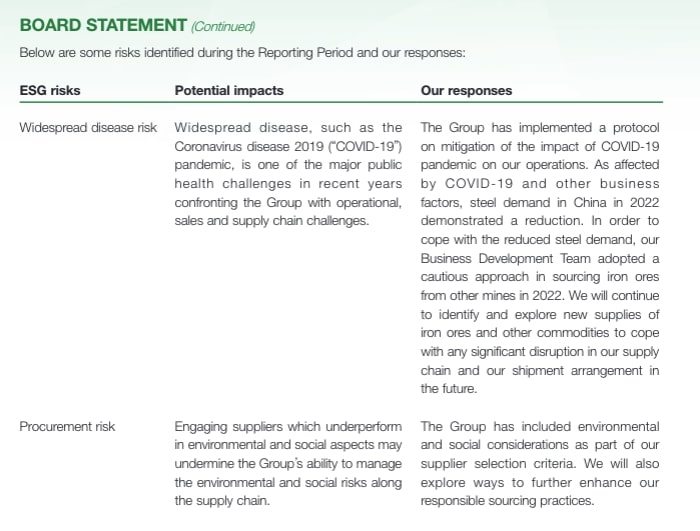 BOARD STATEMENT (Continued)
Below are some risks identified during the Reporting Period and our responses:
ESG risks
Potential impacts
Our responses
Widespread disease risk
Widespread disease, such as the
Coronavirus disease 2019 (“COVID-19”)
pandemic, is one of the major public
health challenges in recent years
confronting the Group with operational,
sales and supply chain challenges.
The Group has implemented a protocol
on mitigation of the impact of COVID-19
pandemic on our operations. As affected
by COVID-19 and other business
factors, steel demand in China in 2022
demonstrated a reduction. In order to
cope with the reduced steel demand, our
Business Development Team adopted a
cautious approach in sourcing iron ores
from other mines in 2022. We will continue
to identify and explore new supplies of
iron ores and other commodities to cope
with any significant disruption in our supply
chain and our shipment arrangement in
the future.
Procurement risk
Engaging suppliers which underperform
in environmental and social aspects may
undermine the Group’s ability to manage
the environmental and social risks along
the supply chain.
The Group has included environmental
and social considerations as part of our
supplier selection criteria. We will also
explore ways to further enhance our
responsible sourcing practices.